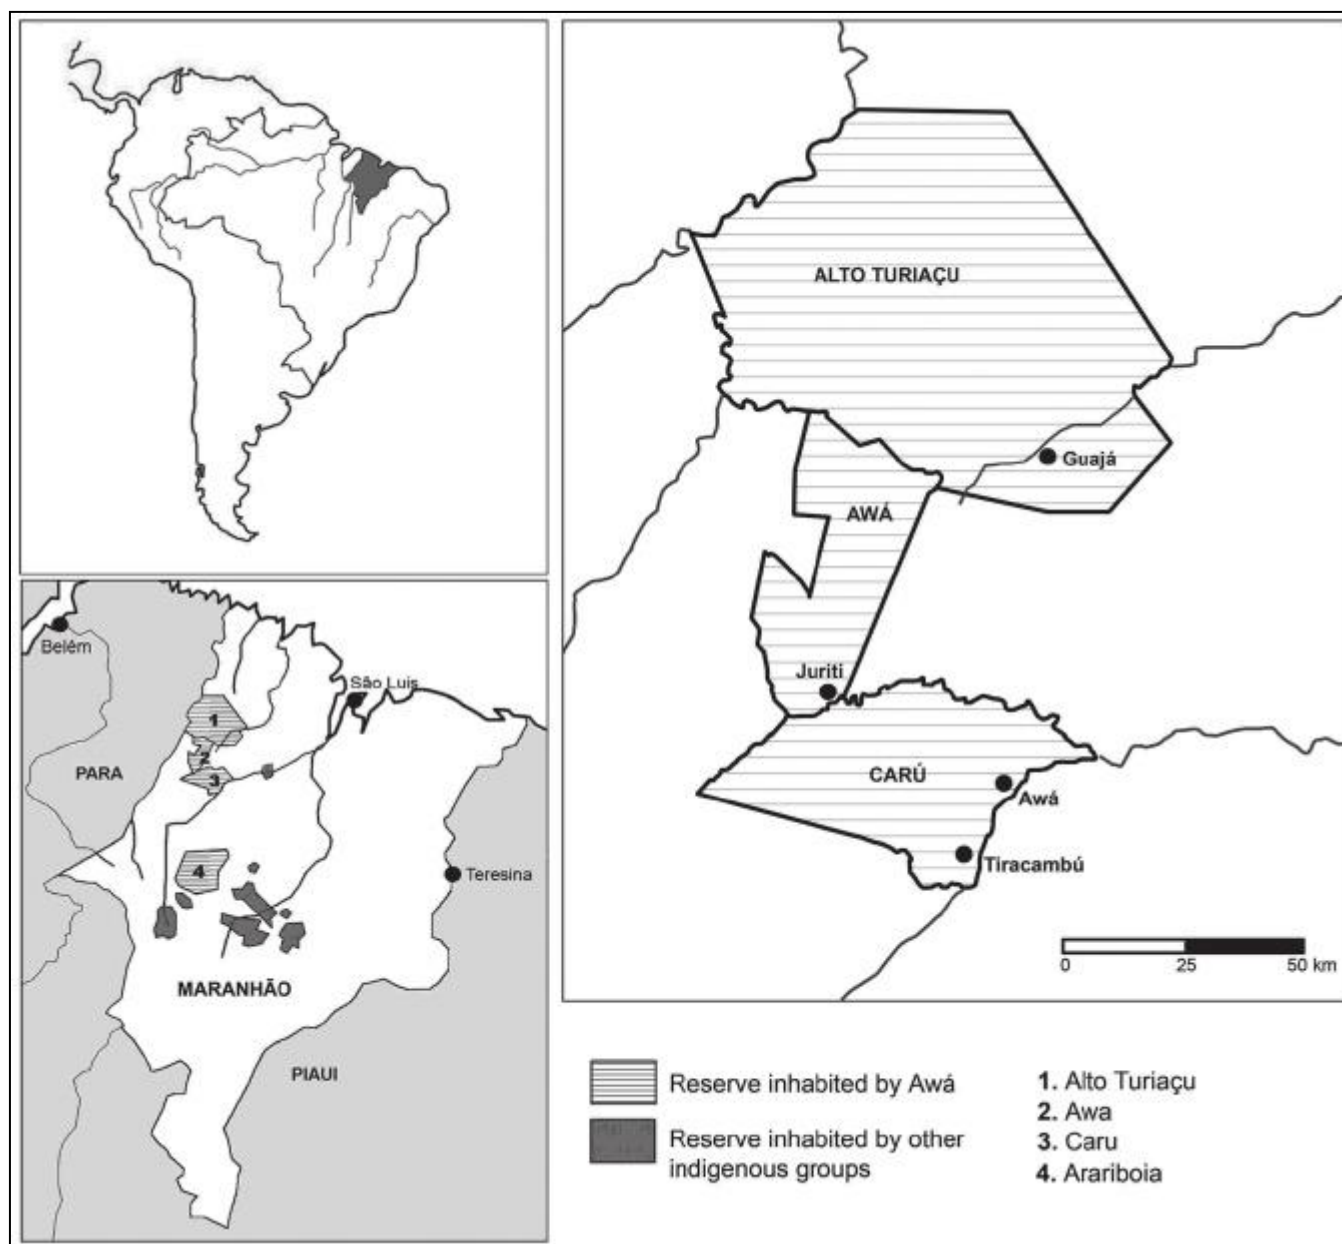 ALTO TURIAÇU
Guajá
AWÁ
Juriti
CARÚ
Awá
Tiracambú
0 25 50 km
Belêm
São Luis
1
2
PARA
3
4
Teresina
MARANHÃO
PIAUI
Reserve inhabited by Awá
Reserve inhabited by other
indigenous groups
1. Alto Turiaçu
2. Awa
3. Caru
4. Arariboia